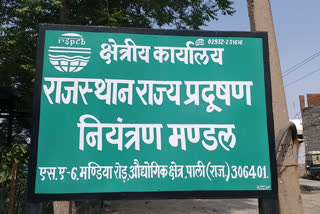 rspcb
क्षेत्रीय कार्यालय
राजस्थान राज्य प्रदूषण
नियंत्रण मण्डल
एस.ए-6, मण्डिया रोड़,औद्योगिक क्षेत्र,पाली (राज.) 306401.